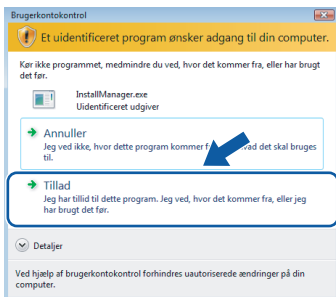 Brugerkontokontrol
Et uidentificeret program ønsker adgang til din computer.
Kør ikke programmet, medmindre du ved, hvor det kommer fra, eller har brugt
det før.
InstallManager.exe
Uidentificeret udgiver
Annuller
Jeg ved ikke, hvor dette program kommer det skal bruges
til.
Tillad
Jeg har tillid til dette program. Jeg ved, hvor det kommer fra, eller jeg
har brugt det før.
Detaljer
Ved hjælp af brugerkontokontrol forhindres uautoriserede ændringer på din
computer.